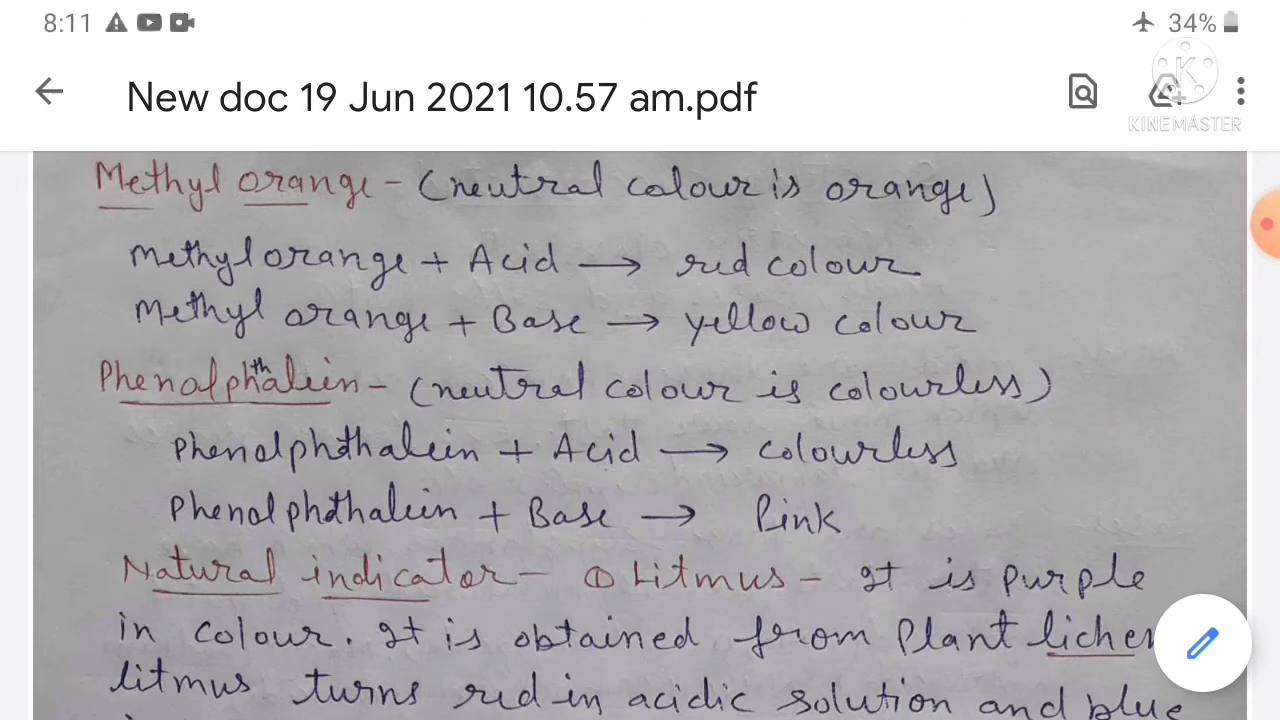 8:11 34%
New doc 19 Jun 2021 10.57 am.pdf
KINEMASTER
Methyl orange - (neutral colour is orange)
Methyl orange + Acid → red colour
Methyl orange + Base → yellow colour
Phenolphthalein - (neutral colour is colourless)
Phenolphthalein + Acid → colourless
Phenolphthalein + Base → Pink
Natural indicator - ① Litmus - It is purple
in colour. It is obtained from Plant lichen
litmus turns red in acidic solution and blue